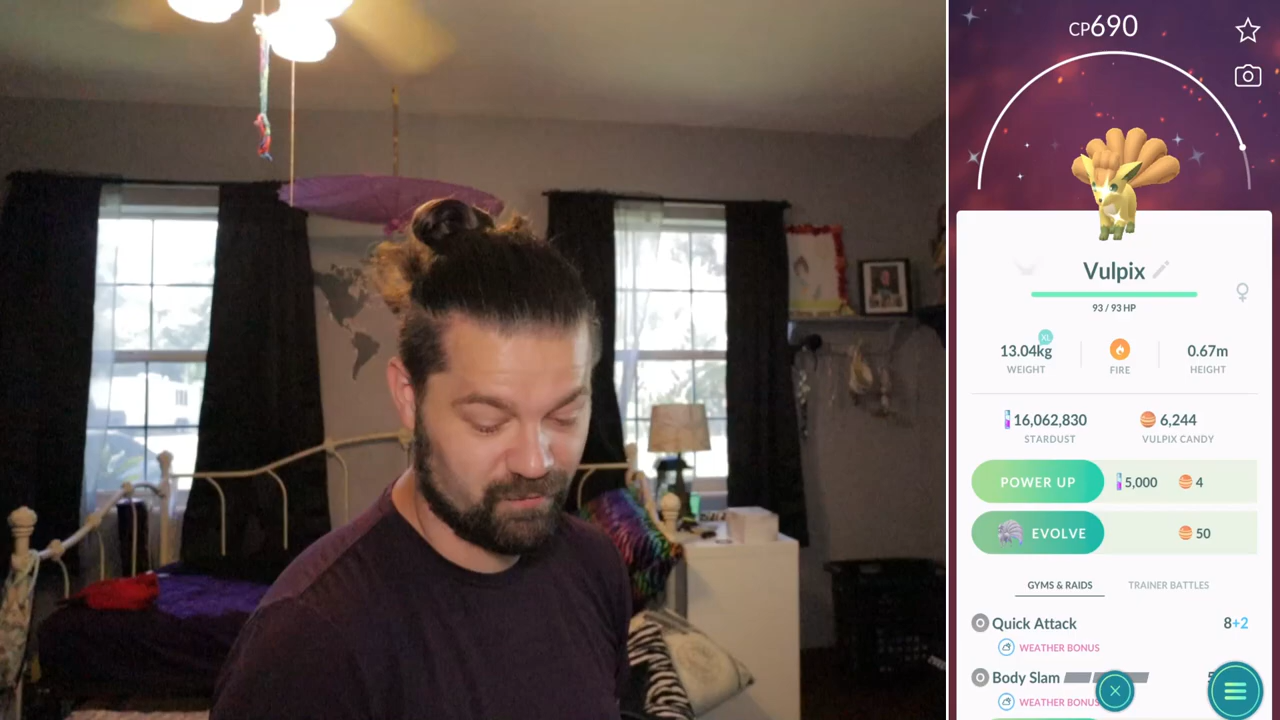 CP690
Vulpix
93 / 93 HP
XL
13.04kg
WEIGHT
FIRE
0.67m
HEIGHT
16,062,830
STARDUST
6,244
VULPIX CANDY
POWER UP 5,000 4
EVOLVE 50
GYMS & RAIDS TRAINER BATTLES
Quick Attack 8+2
WEATHER BONUS
Body Slam
WEATHER BONUS